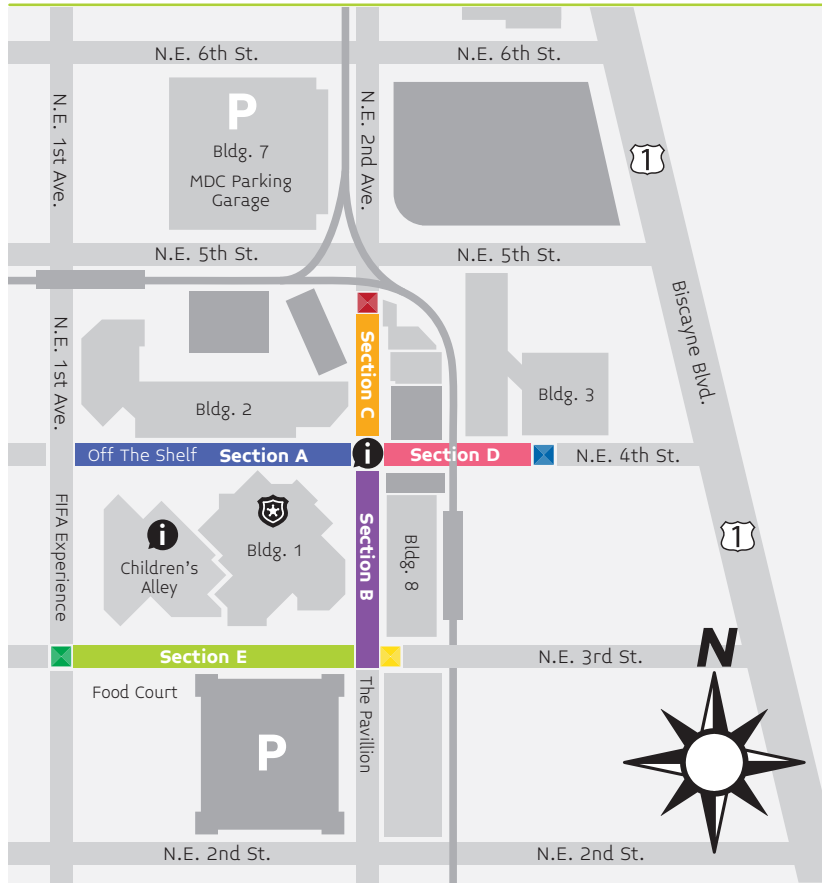 N.E. 6th St.
N.E. 6th St.
N.E. 1st Ave.
P
Bldg. 7
MDC Parking
Garage
N.E. 2nd Ave.
1
N.E. 5th St.
N.E. 5th St.
Biscayne Blvd.
N.E. 1st Ave.
Section C
Bldg. 2
Bldg. 3
Off The Shelf Section A
i
Section D
N.E. 4th St.
FIFA Experience
i
Children's
Alley
Bldg. 1
Section B
Bldg. 8
1
Section E
N.E. 3rd St.
N
Food Court
The Pavillion
P
N.E. 2nd St.
N.E. 2nd St.